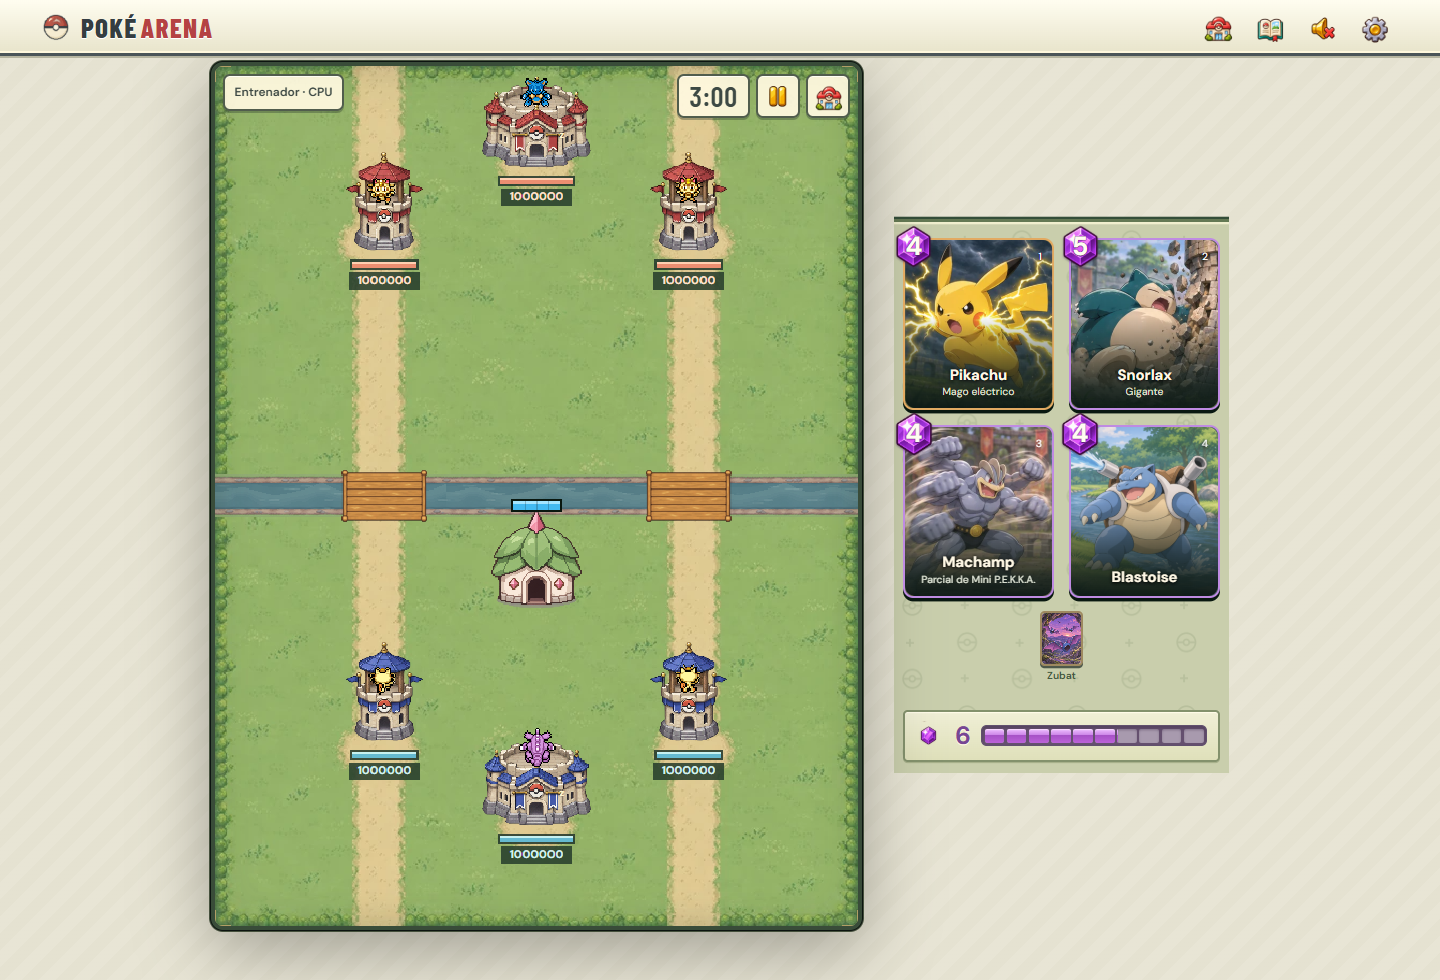 POKÉ ARENA
Entrenador · CPU
3:00
1000000
1000000
1000000
1000000
1000000
1000000
4
1
Pikachu
Mago eléctrico
5
2
Snorlax
Gigante
4
3
Machamp
Parcial de Mini P.E.K.K.A.
4
4
Blastoise
Zubat
6